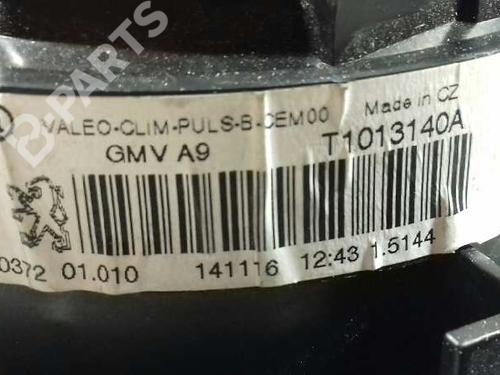 B-PARTS
VALEO-CLIM-PULS-B-CEM00 Made in CZ
GMV A9 T1013140A
0372 01.010 141116 12:43 1.5144